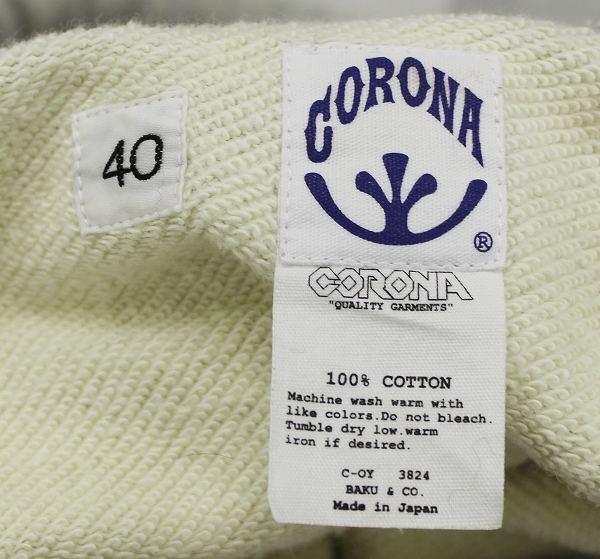 40
CORONA
®
CORONA
"QUALITY GARMENTS"
100% COTTON
Machine wash warm with
like colors.Do not bleach.
Tumble dry low.warm
iron if desired.
C-OY 3824
BAKU & CO.
Made in Japan